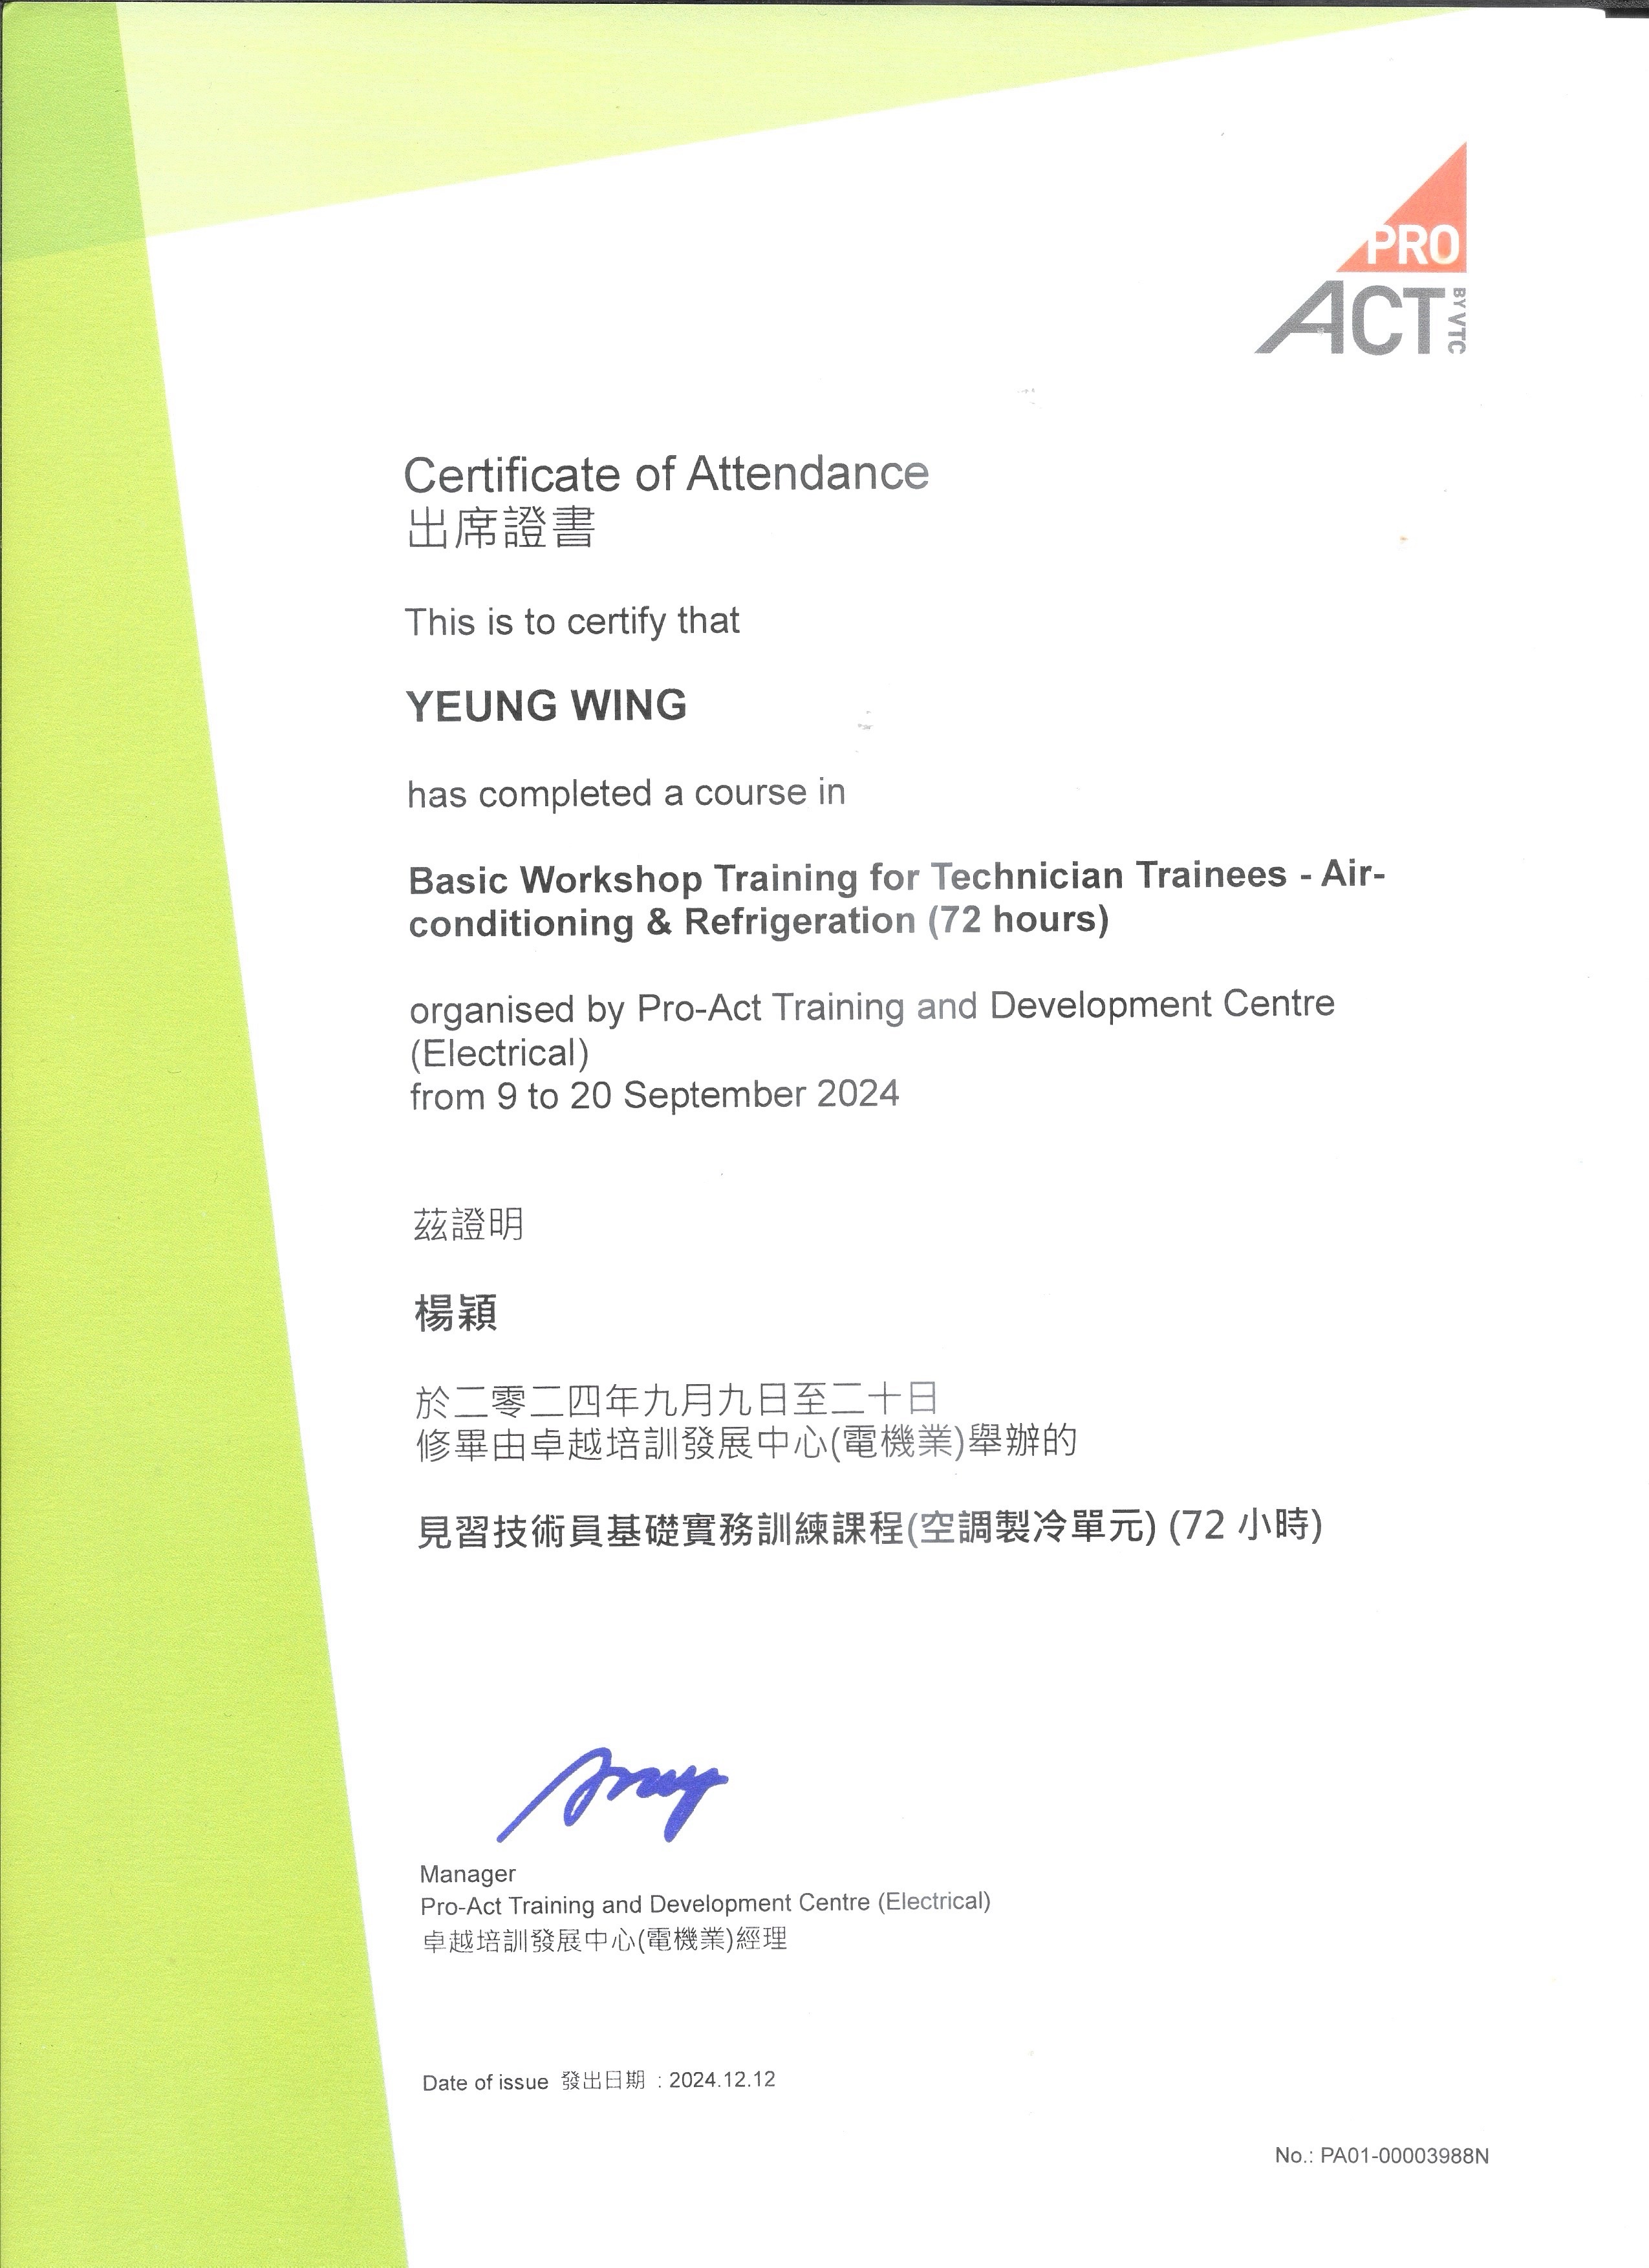 PRO
ACT
BY VTC
Certificate of Attendance
出席證書
This is to certify that
YEUNG WING
has completed a course in
Basic Workshop Training for Technician Trainees - Air-
conditioning & Refrigeration (72 hours)
organised by Pro-Act Training and Development Centre
(Electrical)
from 9 to 20 September 2024
茲證明
楊穎
於二零二四年九月九日至二十日
修畢由卓越培訓發展中心(電機業)舉辦的
見習技術員基礎實務訓練課程(空調製冷單元) (72 小時)
Manager
Pro-Act Training and Development Centre (Electrical)
卓越培訓發展中心(電機業)經理
Date of issue 發出日期 : 2024.12.12
No.: PA01-00003988N